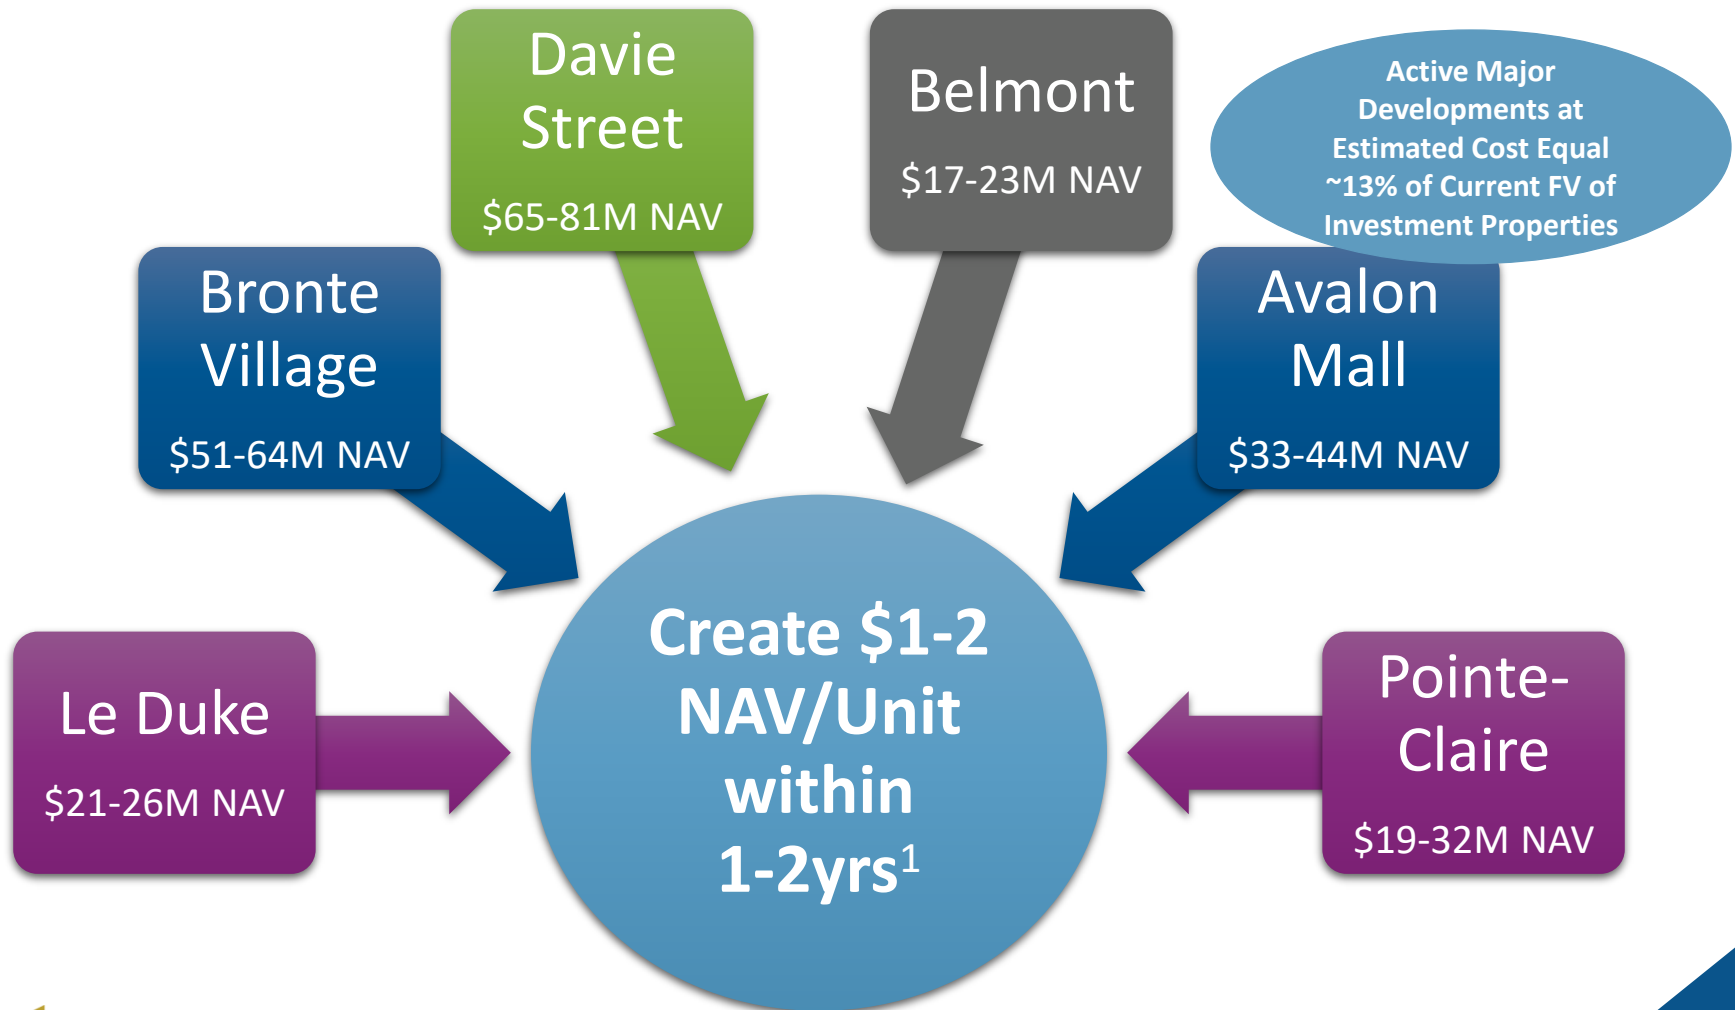 Davie
Street
$65-81M NAV
Belmont
$17-23M NAV
Active Major
Developments at
Estimated Cost Equal
~13% of Current FV of
Investment Properties
Bronte
Village
$51-64M NAV
Avalon
Mall
$33-44M NAV
Le Duke
$21-26M NAV
Create $1-2
NAV/Unit
within
1-2yrs¹
Pointe-
Claire
$19-32M NAV